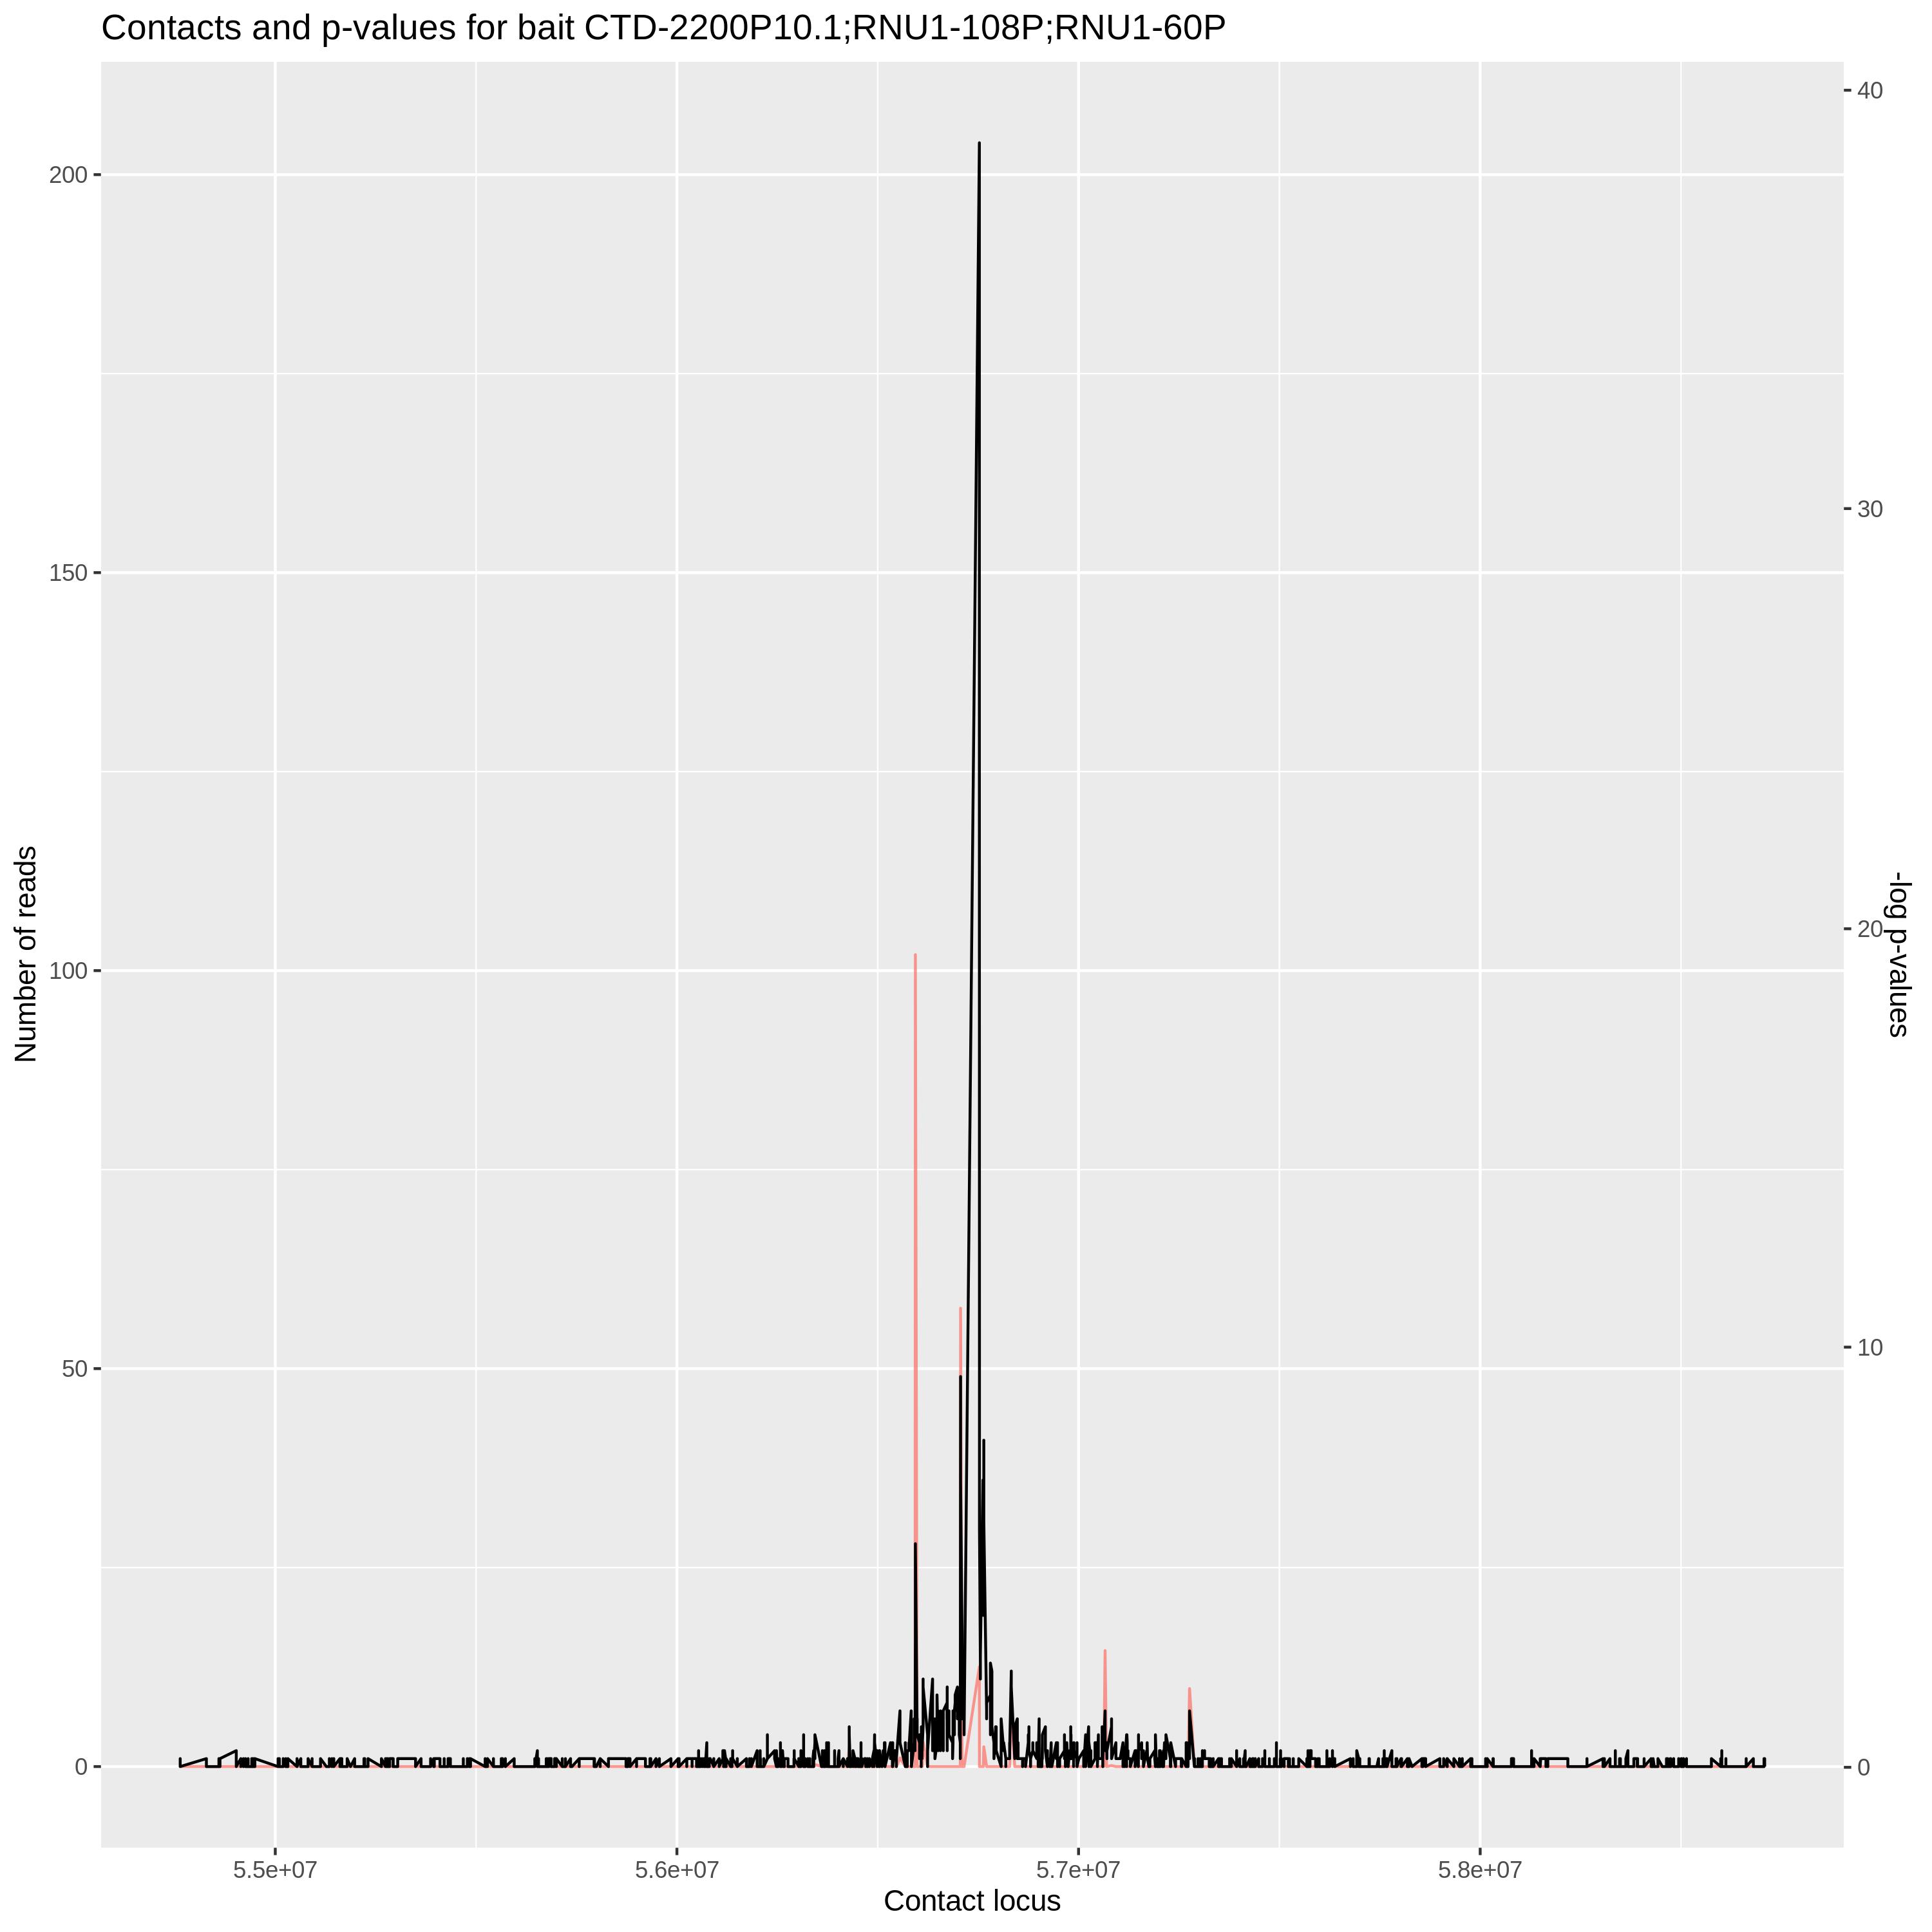 Contacts and p-values for bait CTD-2200P10.1;RNU1-108P;RNU1-60P
200
150
100
50
0
Number of reads
40
30
20
10
0
-log p-values
5.5e+07 5.6e+07 5.7e+07 5.8e+07
Contact locus